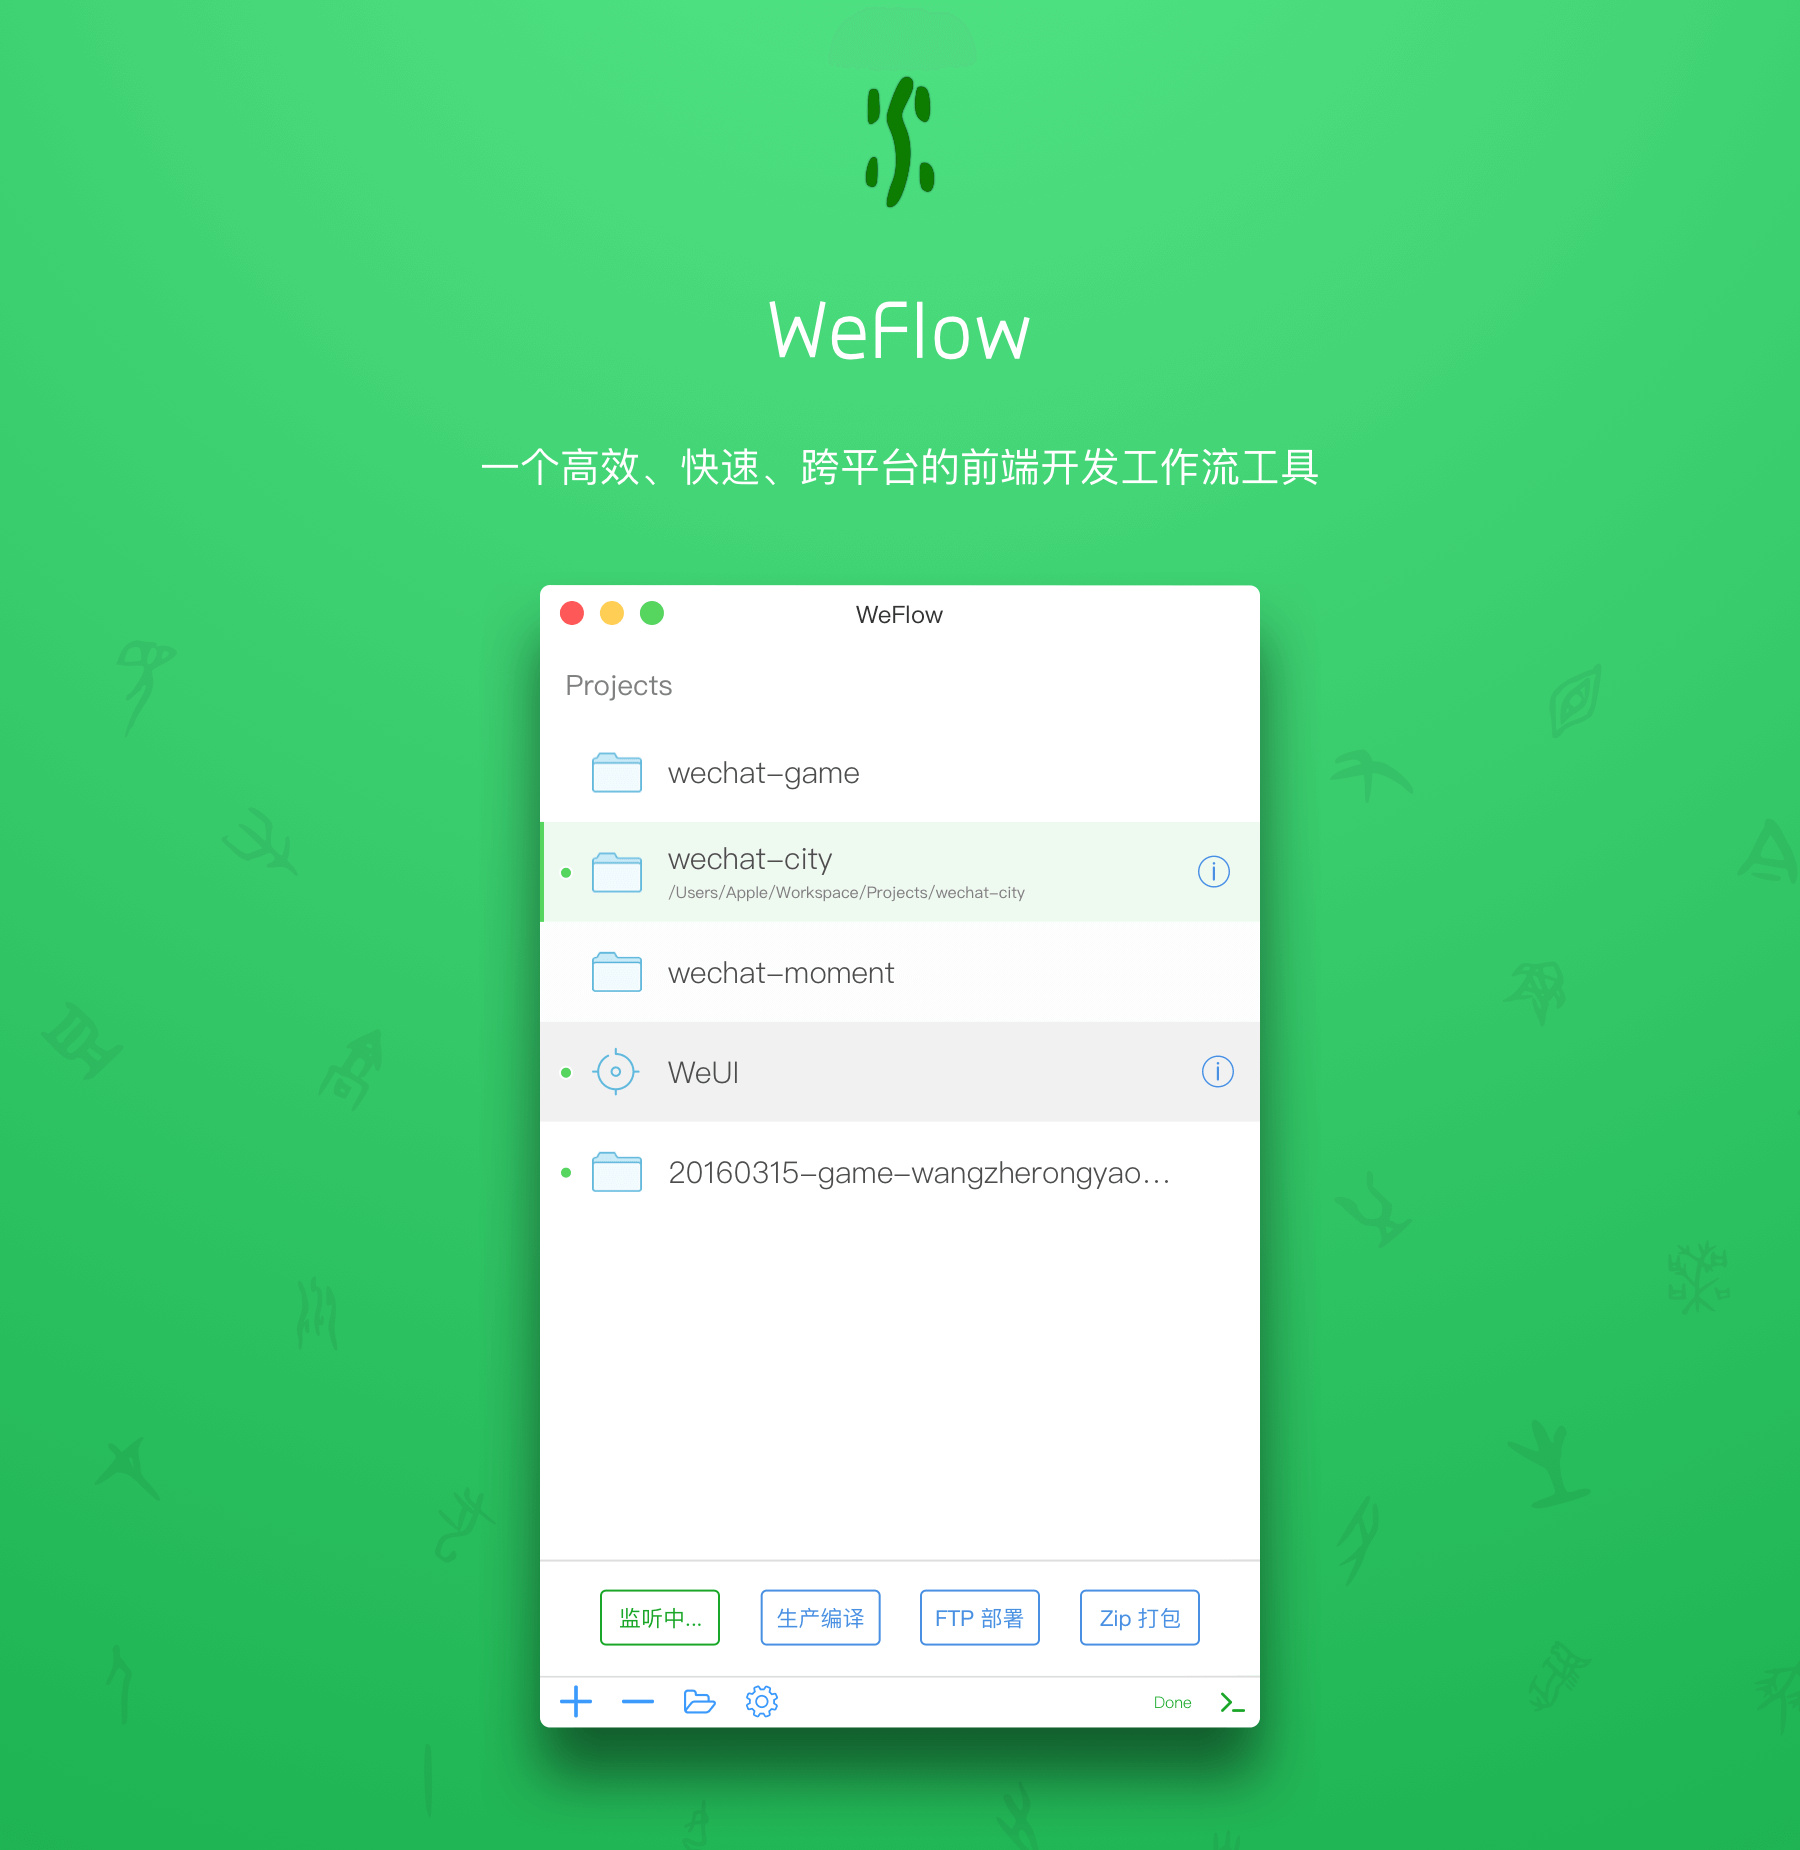 WeFlow
一个高效、快速、跨平台的前端开发工作流工具
WeFlow
Projects
wechat-game
wechat-city
/Users/Apple/Workspace/Projects/wechat-city
wechat-moment
WeUI
20160315-game-wangzherongyao...
监听中...
生产编译
FTP 部署
Zip 打包
Done